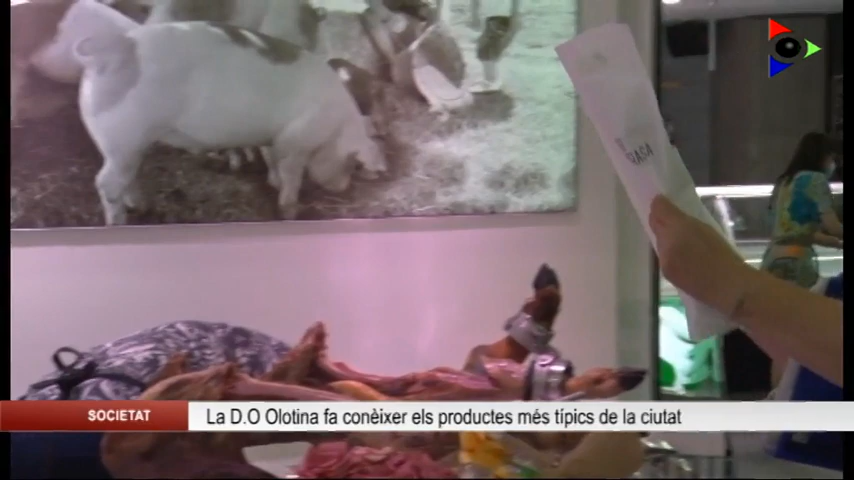 SOCIETAT
La D.O Olotina fa conèixer els productes més típics de la ciutat